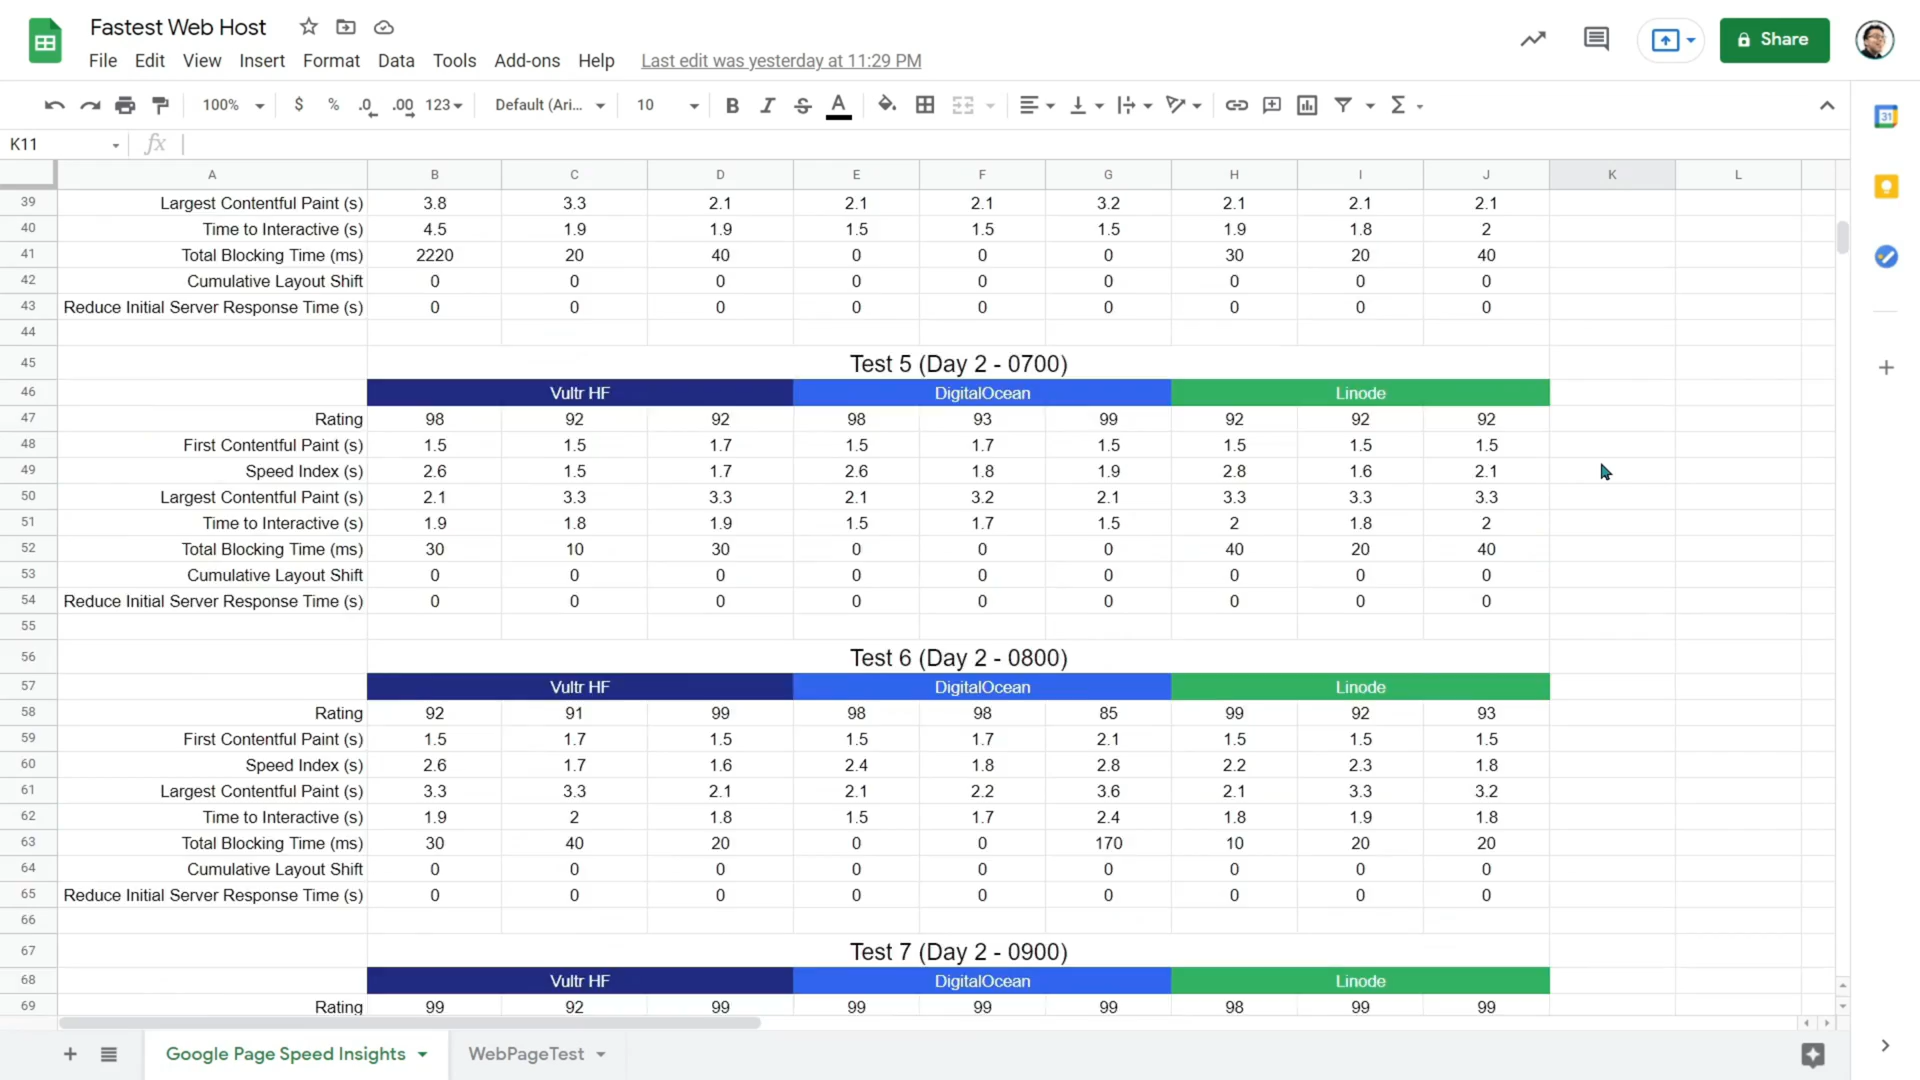 Fastest Web Host
File Edit View Insert Format Data Tools Add-ons Help Last edit was yesterday at 11:29 PM
Share
100% $ % .0 .00 123 Default (Ari... 10 B I S A
K11 fx
A B C D E F G H I J K L
39 Largest Contentful Paint (s) 3.8 3.3 2.1 2.1 2.1 3.2 2.1 2.1 2.1
40 Time to Interactive (s) 4.5 1.9 1.9 1.5 1.5 1.5 1.9 1.8 2
41 Total Blocking Time (ms) 2220 20 40 0 0 0 30 20 40
42 Cumulative Layout Shift 0 0 0 0 0 0 0 0 0
43 Reduce Initial Server Response Time (s) 0 0 0 0 0 0 0 0 0
44
45 Test 5 (Day 2 - 0700)
46 Vultr HF DigitalOcean Linode
47 Rating 98 92 92 98 93 99 92 92 92
48 First Contentful Paint (s) 1.5 1.5 1.7 1.5 1.7 1.5 1.5 1.5 1.5
49 Speed Index (s) 2.6 1.5 1.7 2.6 1.8 1.9 2.8 1.6 2.1
50 Largest Contentful Paint (s) 2.1 3.3 3.3 2.1 3.2 2.1 3.3 3.3 3.3
51 Time to Interactive (s) 1.9 1.8 1.9 1.5 1.7 1.5 2 1.8 2
52 Total Blocking Time (ms) 30 10 30 0 0 0 40 20 40
53 Cumulative Layout Shift 0 0 0 0 0 0 0 0 0
54 Reduce Initial Server Response Time (s) 0 0 0 0 0 0 0 0 0
55
56 Test 6 (Day 2 - 0800)
57 Vultr HF DigitalOcean Linode
58 Rating 92 91 99 98 98 85 99 92 93
59 First Contentful Paint (s) 1.5 1.7 1.5 1.5 1.7 2.1 1.5 1.5 1.5
60 Speed Index (s) 2.6 1.7 1.6 2.4 1.8 2.8 2.2 2.3 1.8
61 Largest Contentful Paint (s) 3.3 3.3 2.1 2.1 2.2 3.6 2.1 3.3 3.2
62 Time to Interactive (s) 1.9 2 1.8 1.5 1.7 2.4 1.8 1.9 1.8
63 Total Blocking Time (ms) 30 40 20 0 0 170 10 20 20
64 Cumulative Layout Shift 0 0 0 0 0 0 0 0 0
65 Reduce Initial Server Response Time (s) 0 0 0 0 0 0 0 0 0
66
67 Test 7 (Day 2 - 0900)
68 Vultr HF DigitalOcean Linode
69 Rating 99 92 99 99 99 99 98 99 99
Google Page Speed Insights WebPageTest
31